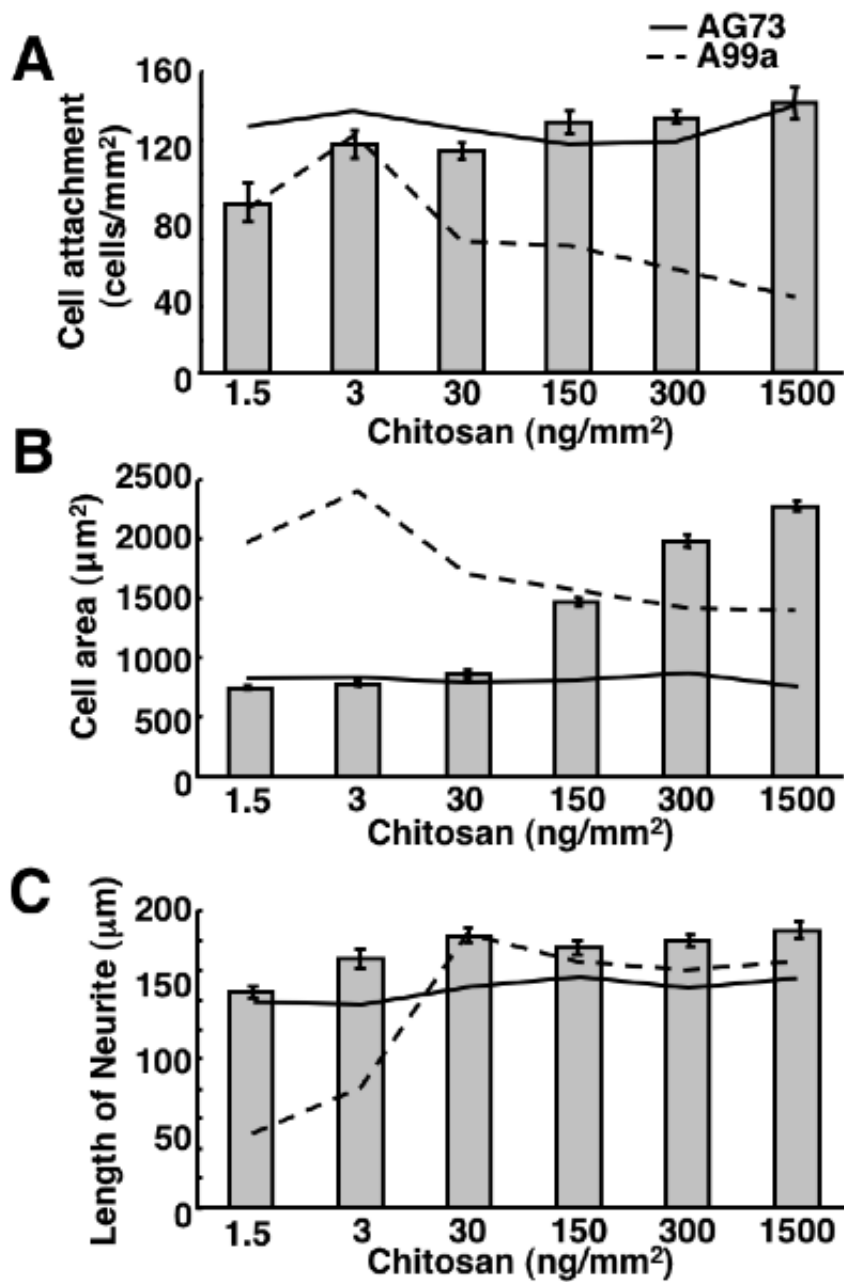 AG73
A99a
A
Cell attachment
(cells/mm²)
160
120
80
40
0
1.5 3 30 150 300 1500
Chitosan (ng/mm²)
B
Cell area (μm²)
2500
2000
1500
1000
500
0
1.5 3 30 150 300 1500
Chitosan (ng/mm²)
C
Length of Neurite (μm)
200
150
100
50
0
1.5 3 30 150 300 1500
Chitosan (ng/mm²)